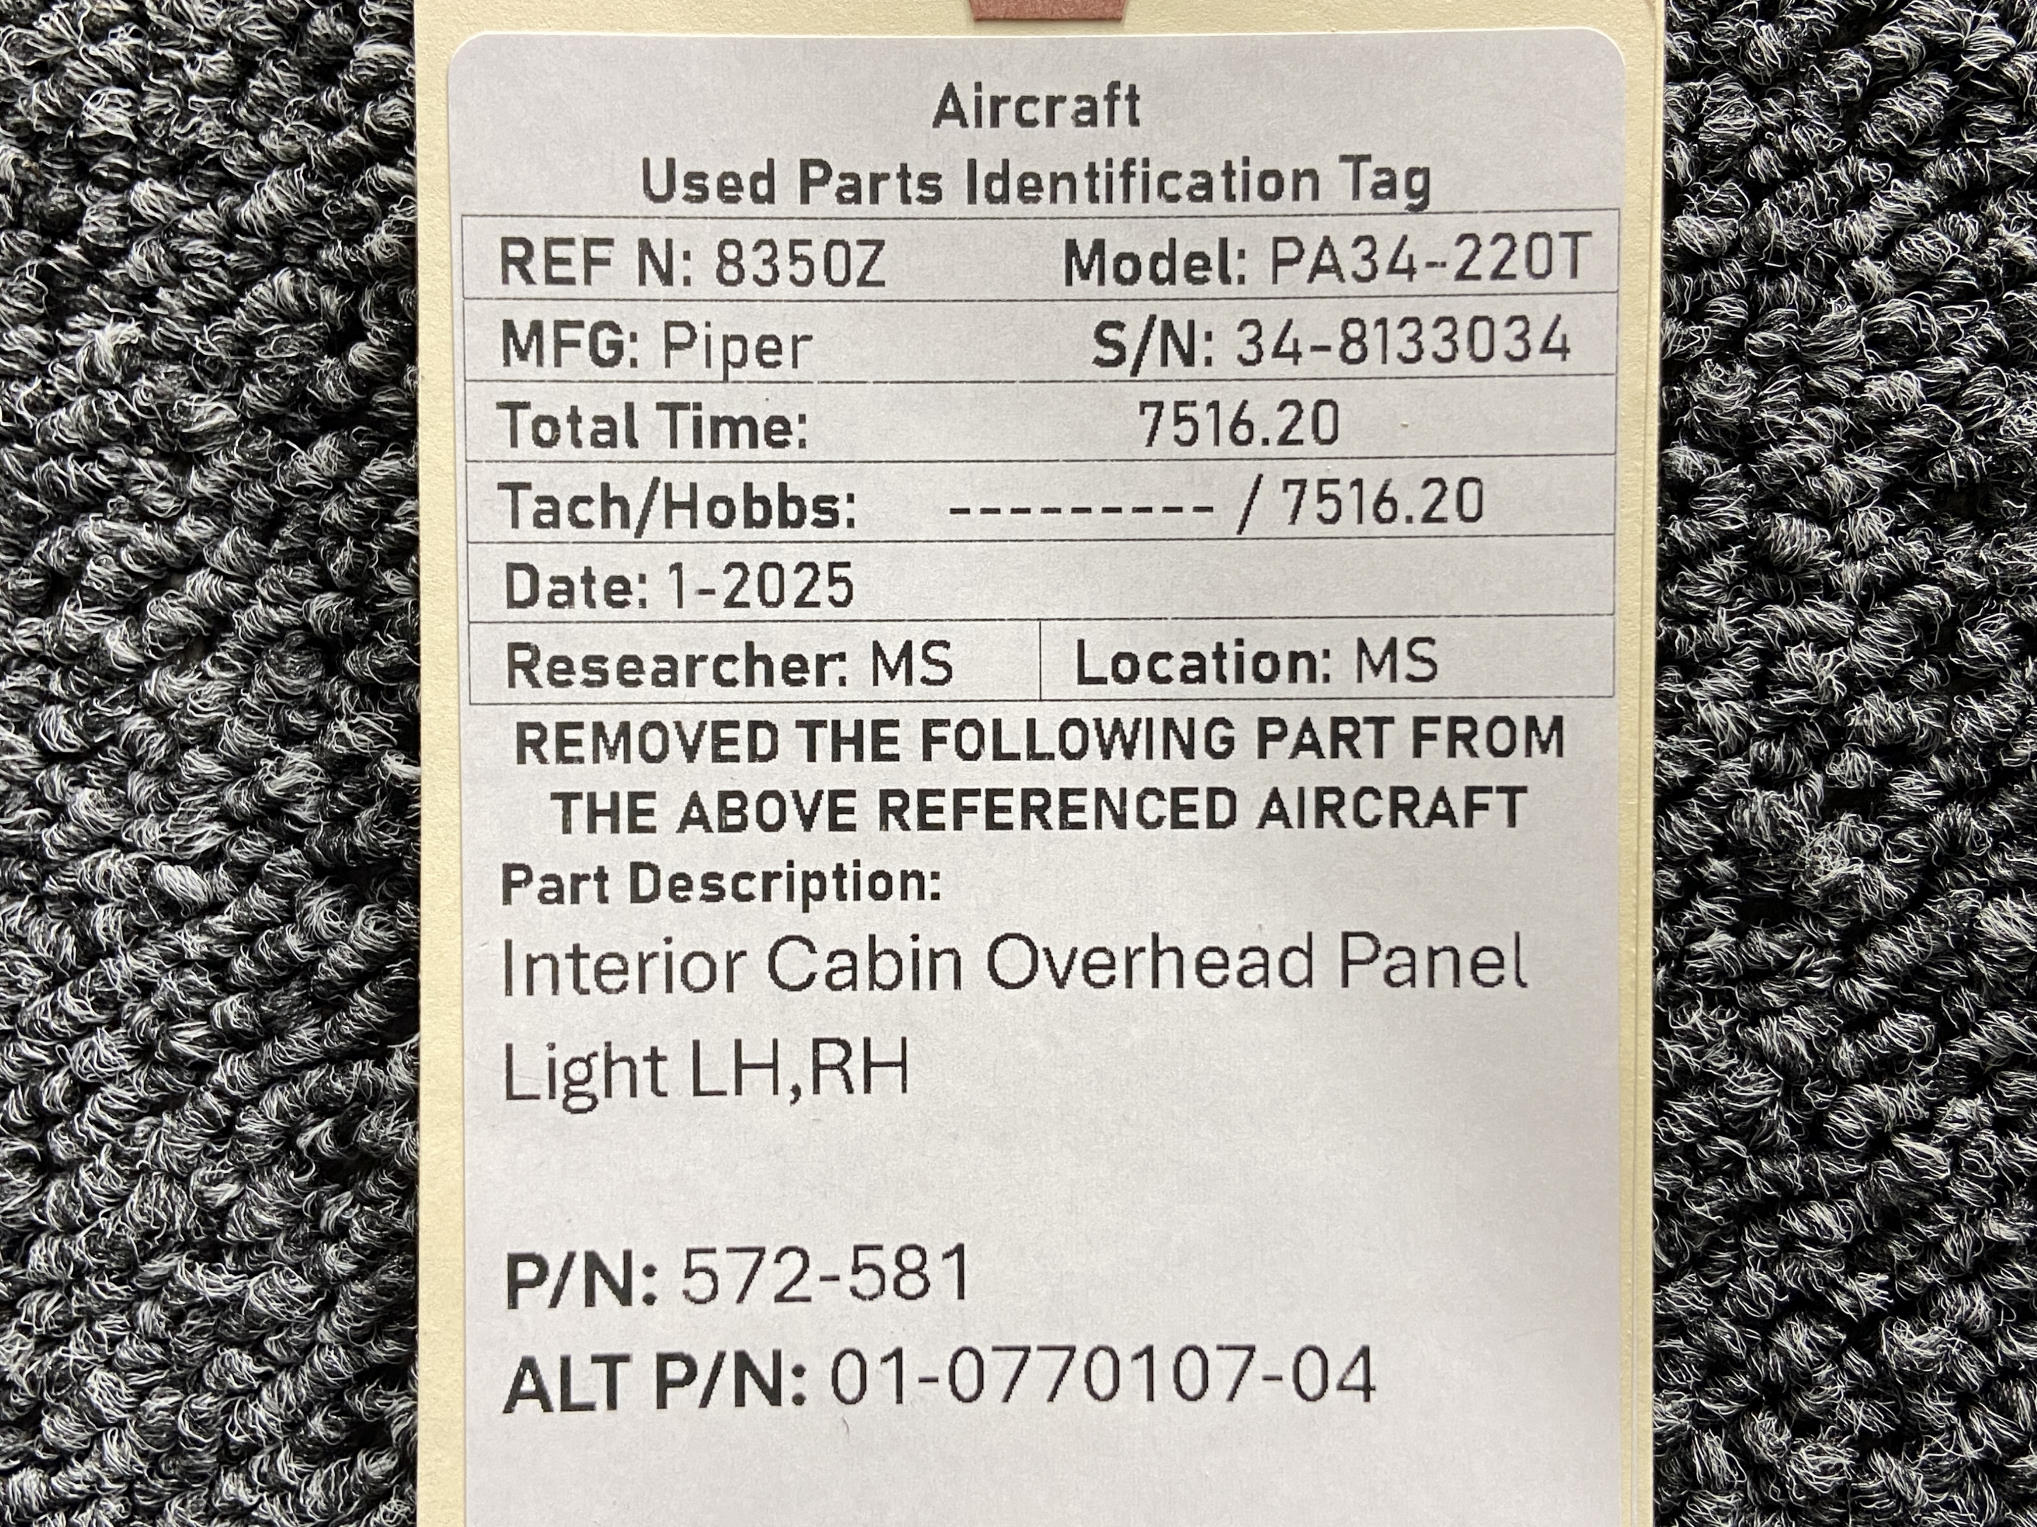 Aircraft
Used Parts Identification Tag
REF N: 8350Z Model: PA34-220T
MFG: Piper S/N: 34-8133034
Total Time: 7516.20
Tach/Hobbs: --------- / 7516.20
Date: 1-2025
Researcher: MS Location: MS
REMOVED THE FOLLOWING PART FROM
THE ABOVE REFERENCED AIRCRAFT
Part Description:
Interior Cabin Overhead Panel
Light LH,RH
P/N: 572-581
ALT P/N: 01-0770107-04